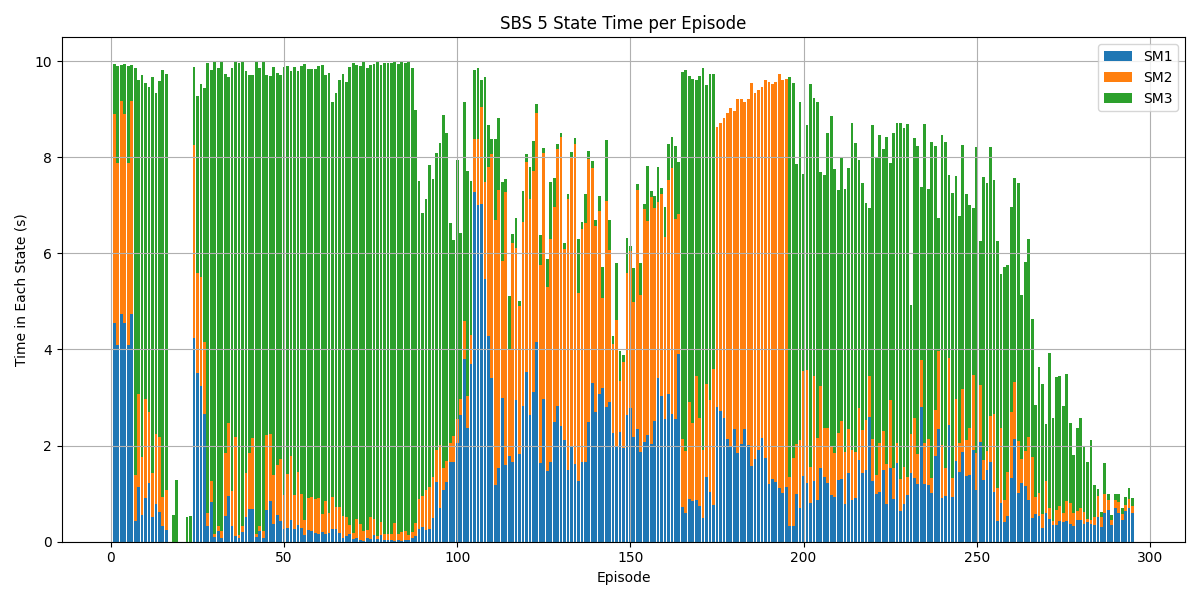 SBS 5 State Time per Episode
SM1
SM2
SM3
Time in Each State (s)
10
8
6
4
2
0
0 50 100 150 200 250 300
Episode